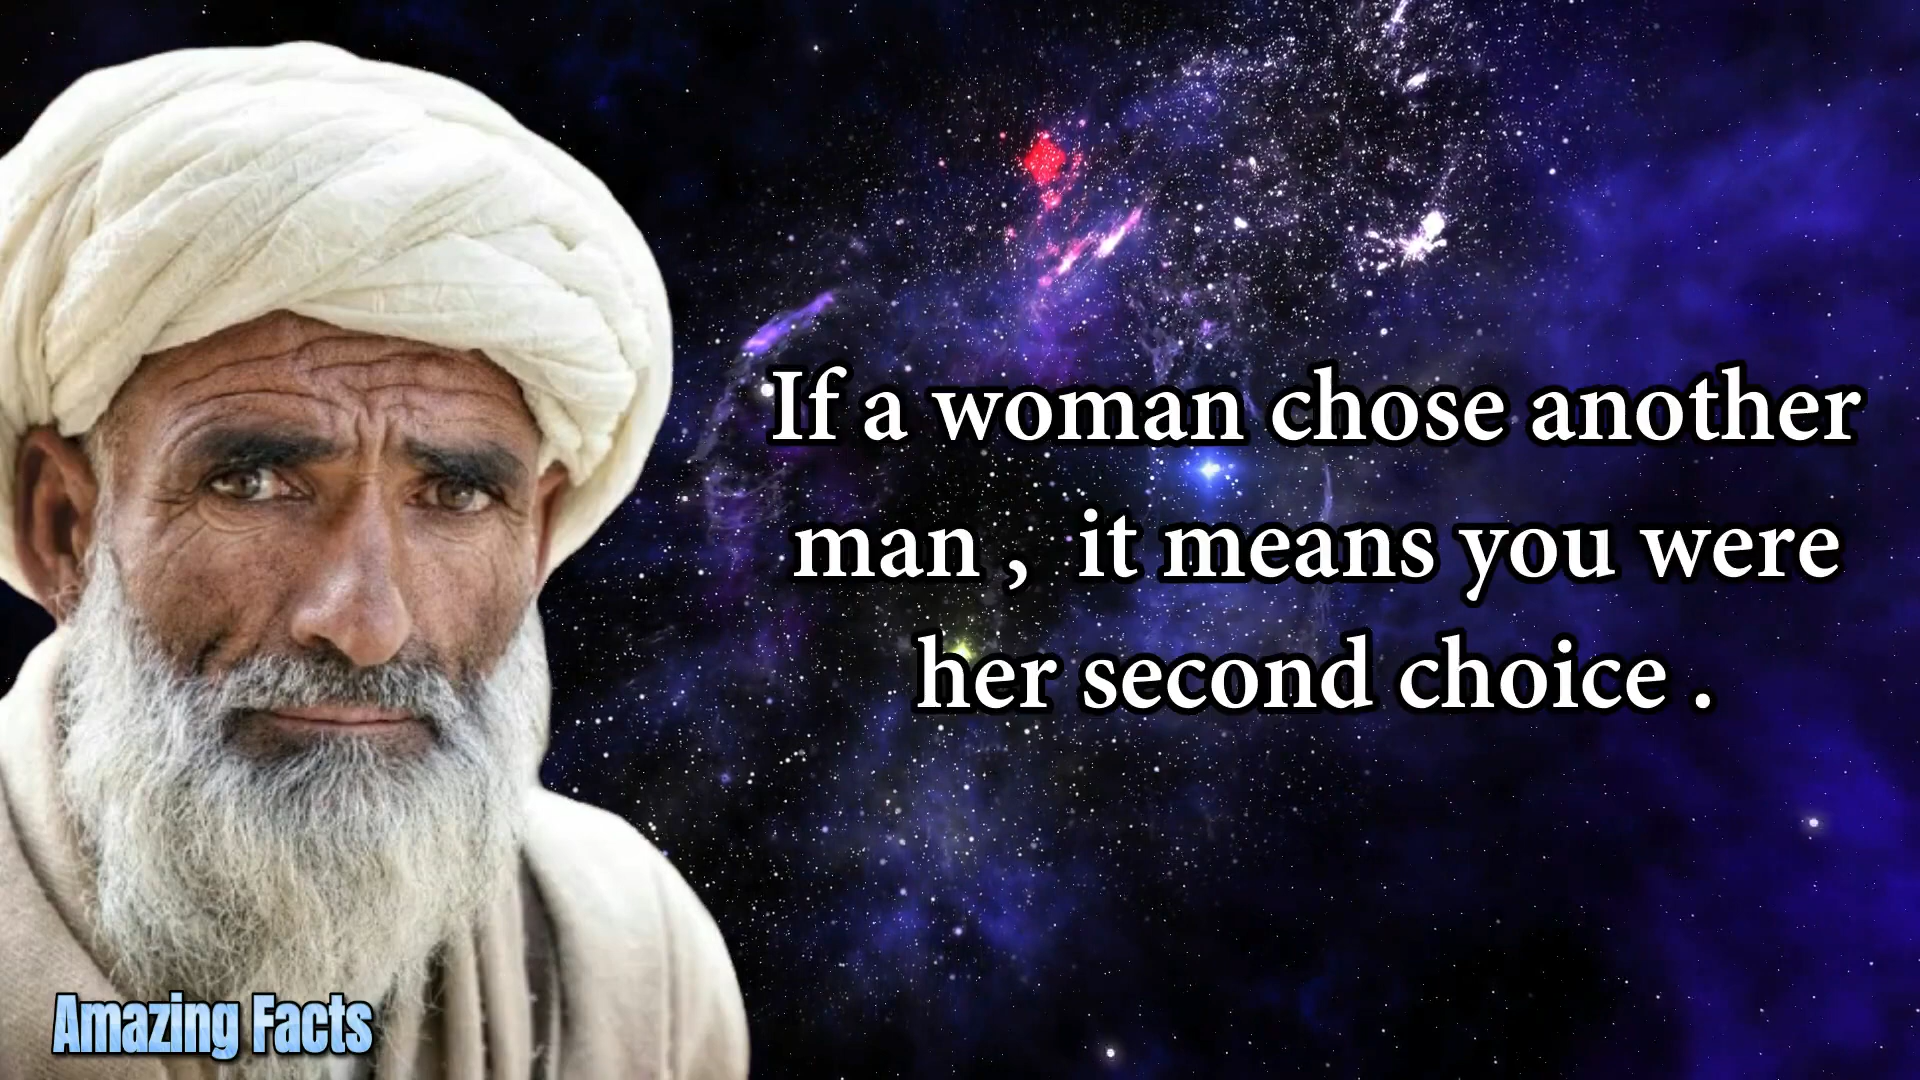 If a woman chose another
man ,  it means you were
her second choice .
Amazing Facts